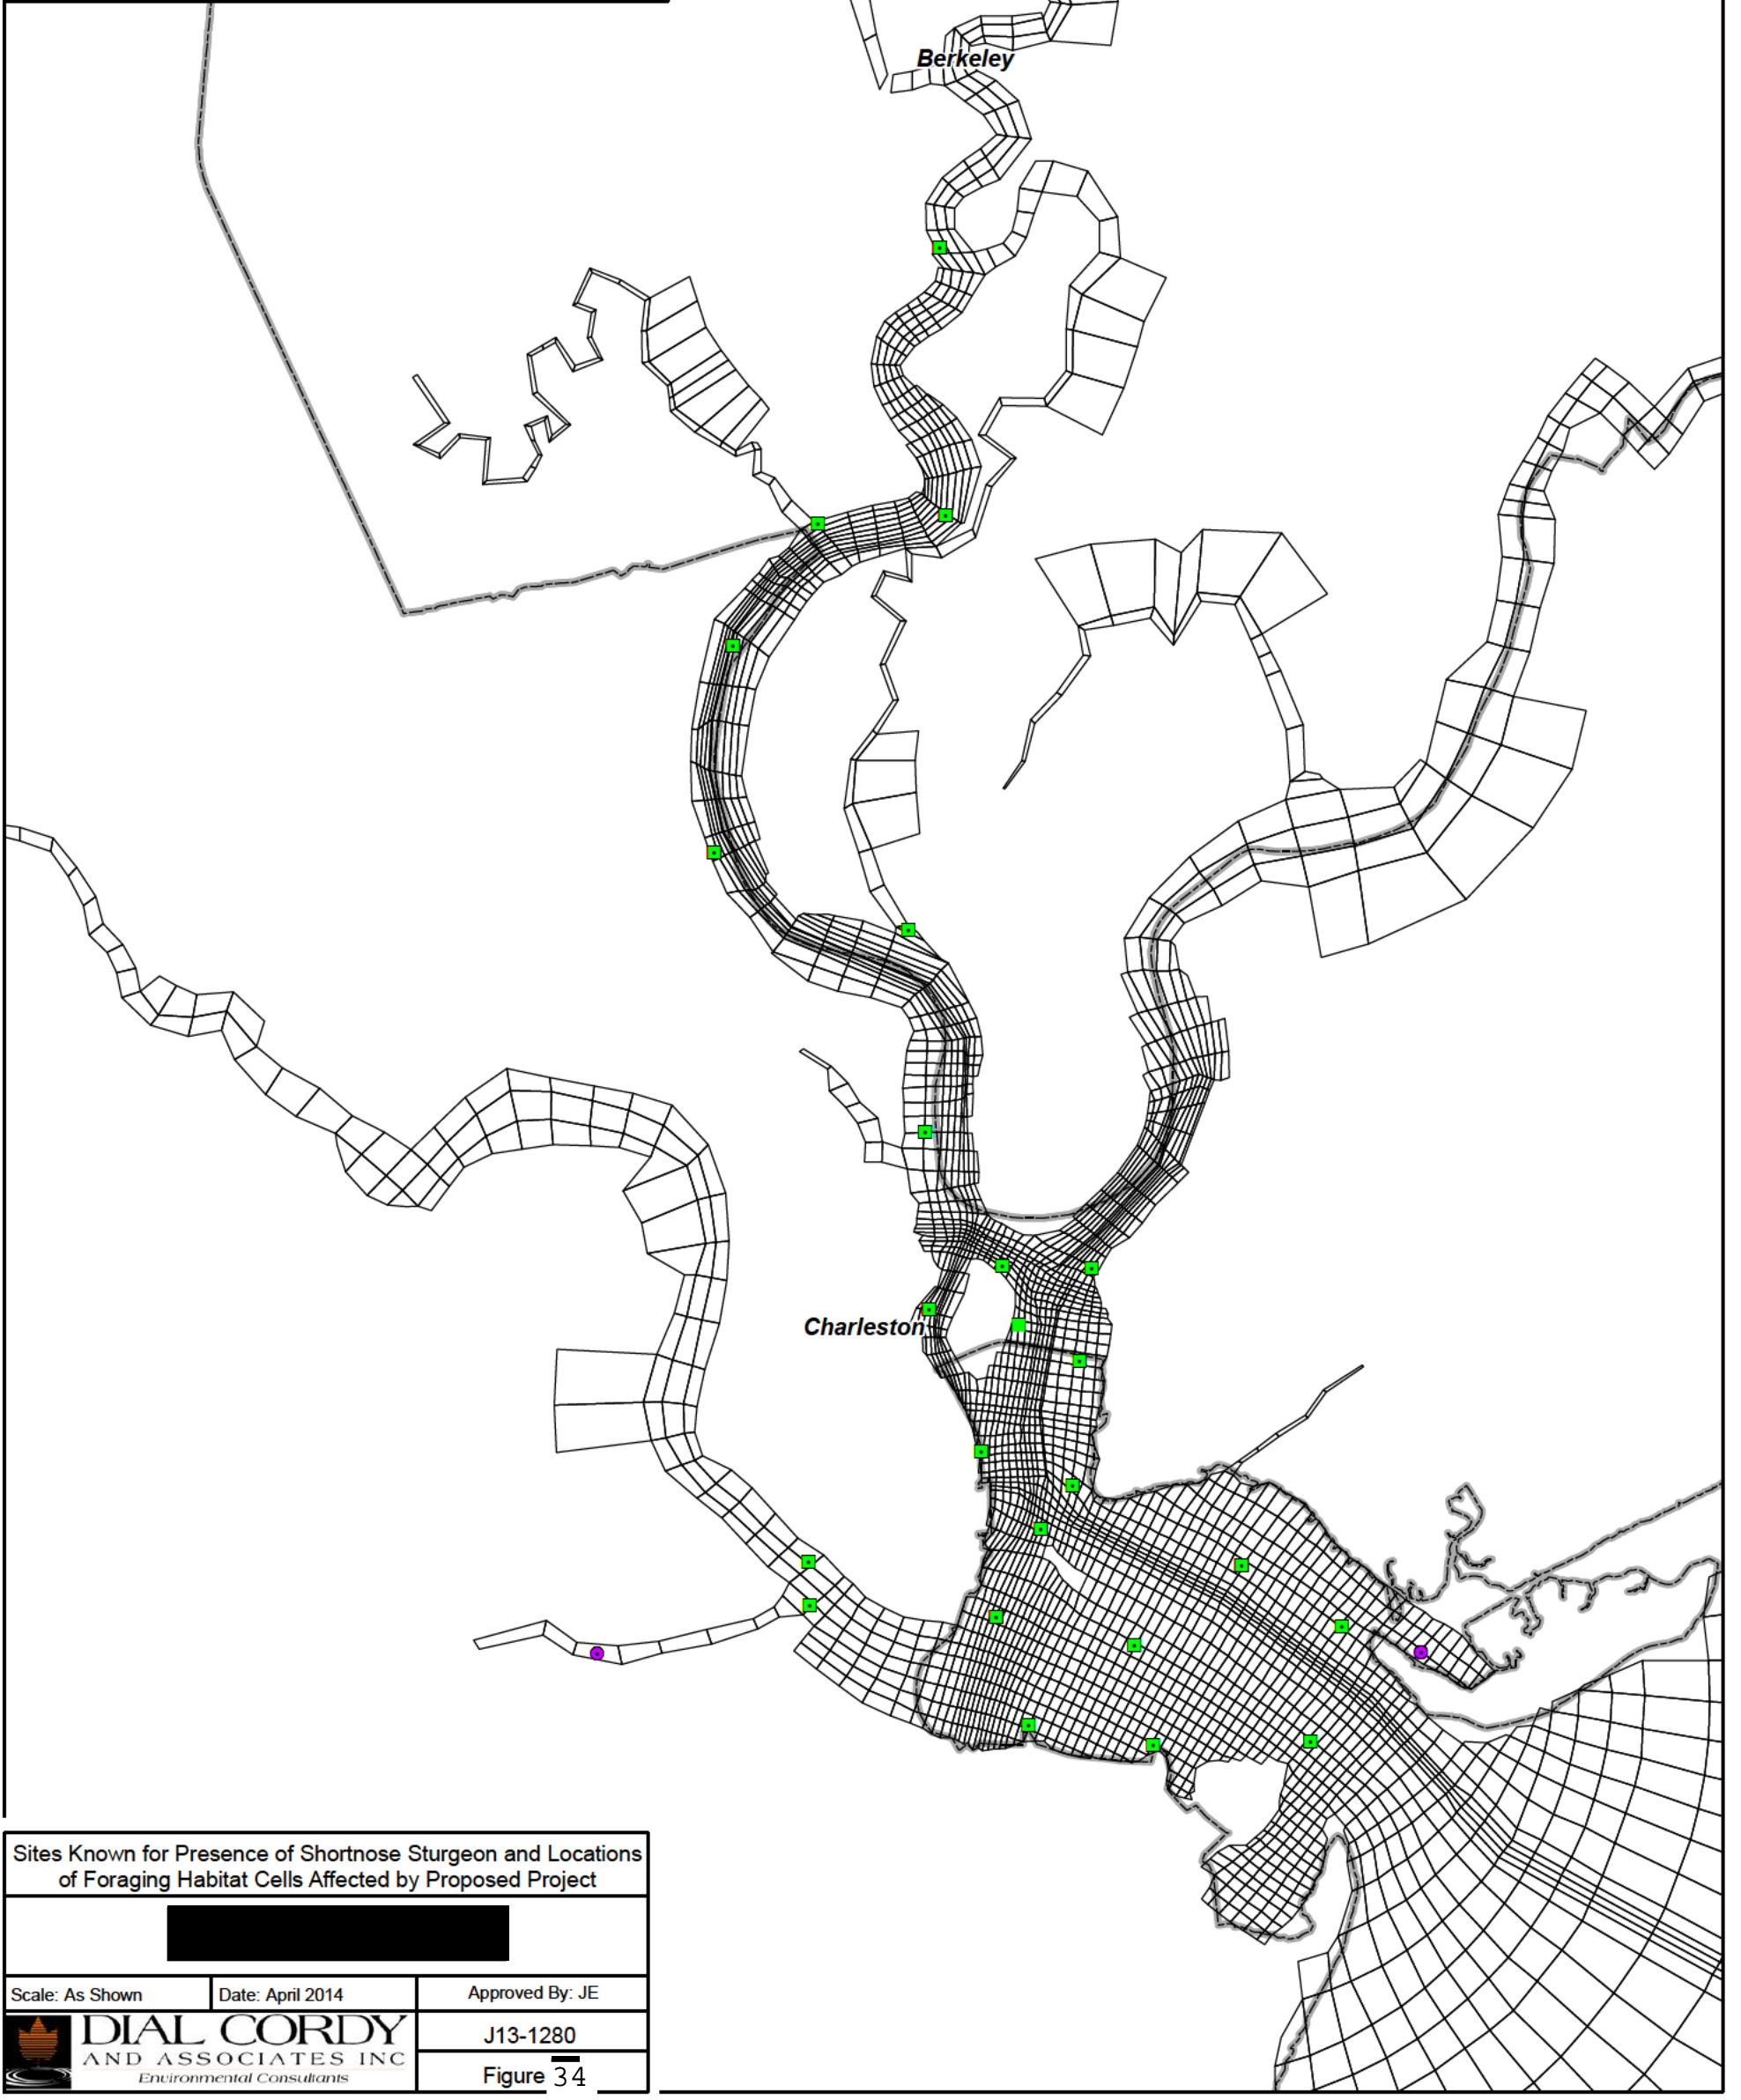 Berkeley
Charleston
Sites Known for Presence of Shortnose Sturgeon and Locations
of Foraging Habitat Cells Affected by Proposed Project
Scale: As Shown
Date: April 2014
Approved By: JE
DIAL CORDY
AND ASSOCIATES INC
Environmental Consultants
J13-1280
Figure 34